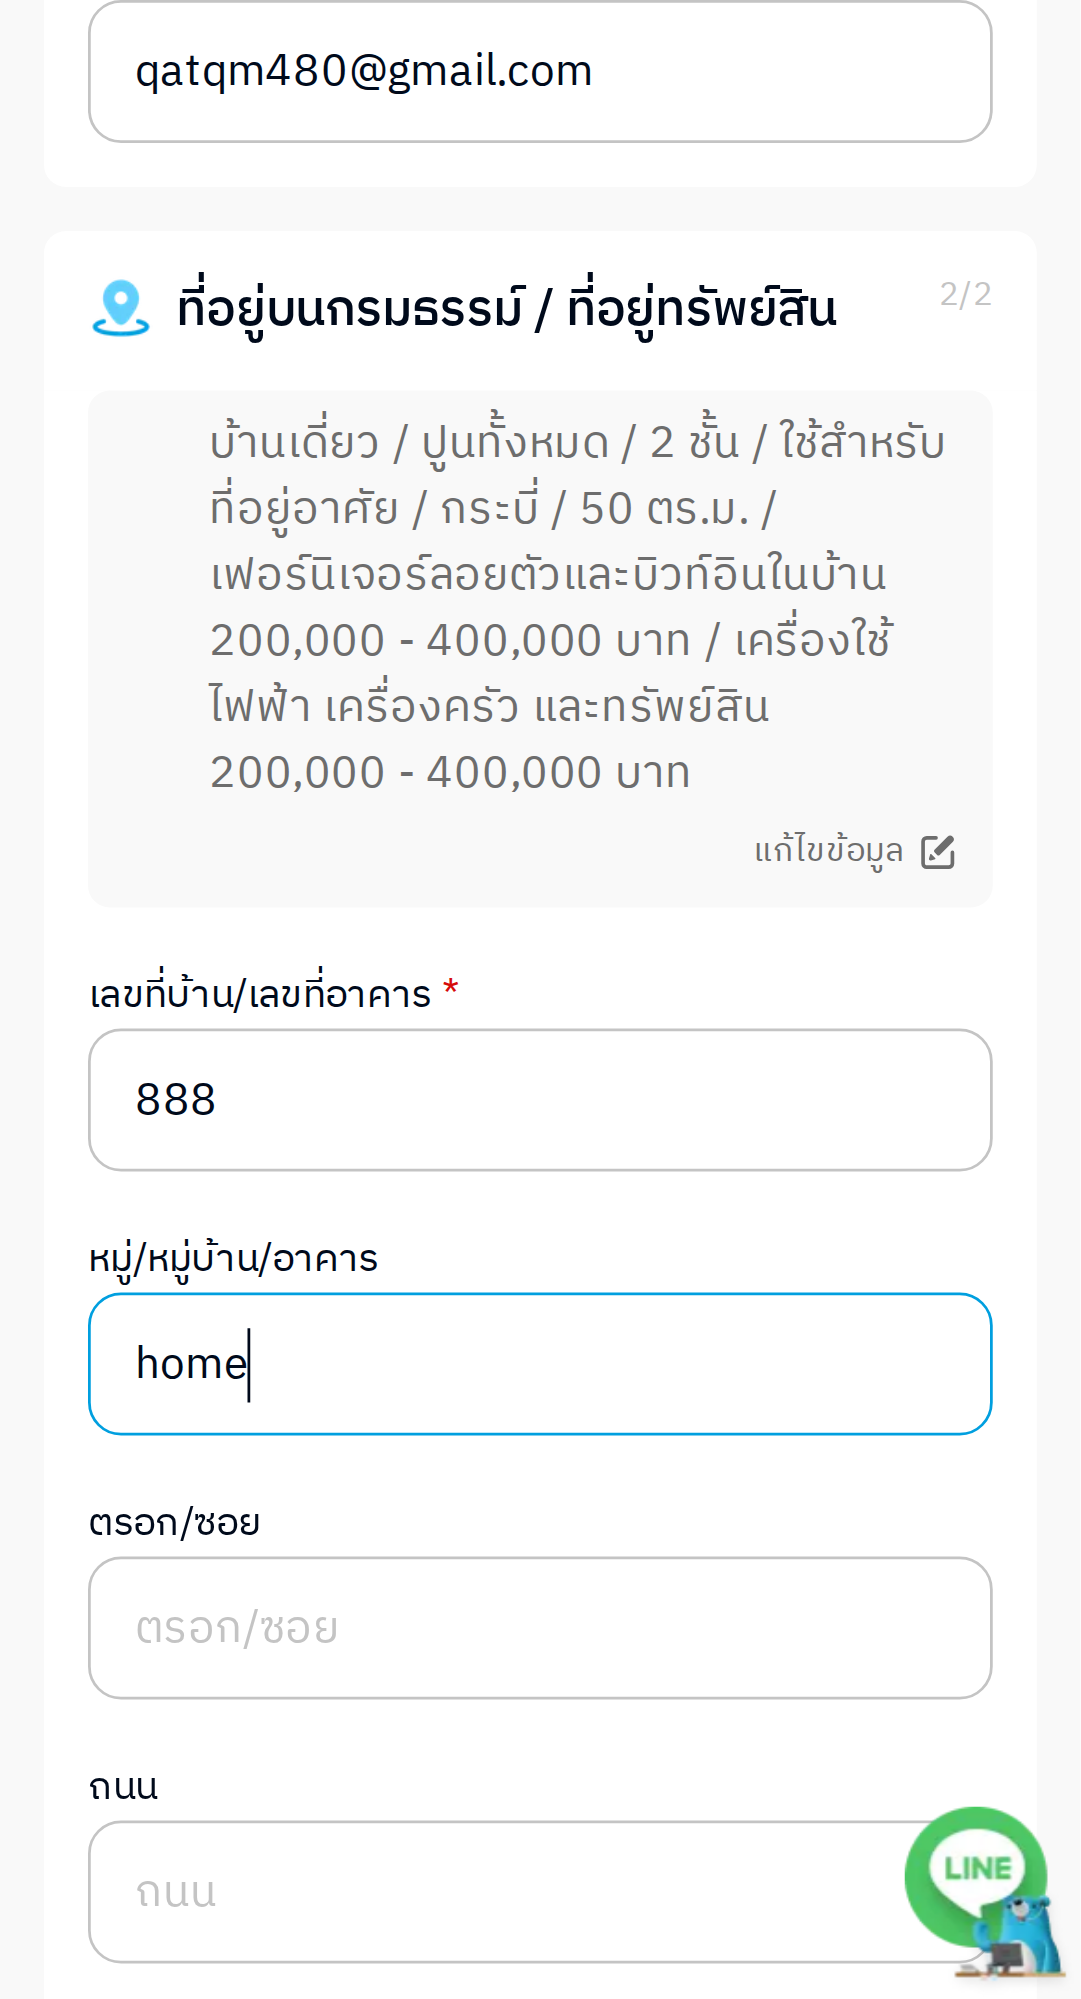 qatqm480@gmail.com
ที่อยู่บนกรมธรรม์ / ที่อยู่ทรัพย์สิน
2/2
บ้านเดี่ยว / ปูนทั้งหมด / 2 ชั้น / ใช้สำหรับ
ที่อยู่อาศัย / กระบี่ / 50 ตร.ม. /
เฟอร์นิเจอร์ลอยตัวและบิวท์อินในบ้าน
200,000 - 400,000 บาท / เครื่องใช้
ไฟฟ้า เครื่องครัว และทรัพย์สิน
200,000 - 400,000 บาท
แก้ไขข้อมูล
เลขที่บ้าน/เลขที่อาคาร *
888
หมู่/หมู่บ้าน/อาคาร
home
ตรอก/ซอย
ตรอก/ซอย
ถนน
ถนน
LINE